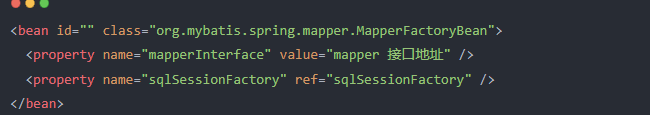 <bean id="" class="org.mybatis.spring.mapper.MapperFactoryBean">
<property name="mapperInterface" value="mapper 接口地址" />
<property name="sqlSessionFactory" ref="sqlSessionFactory" />
</bean>